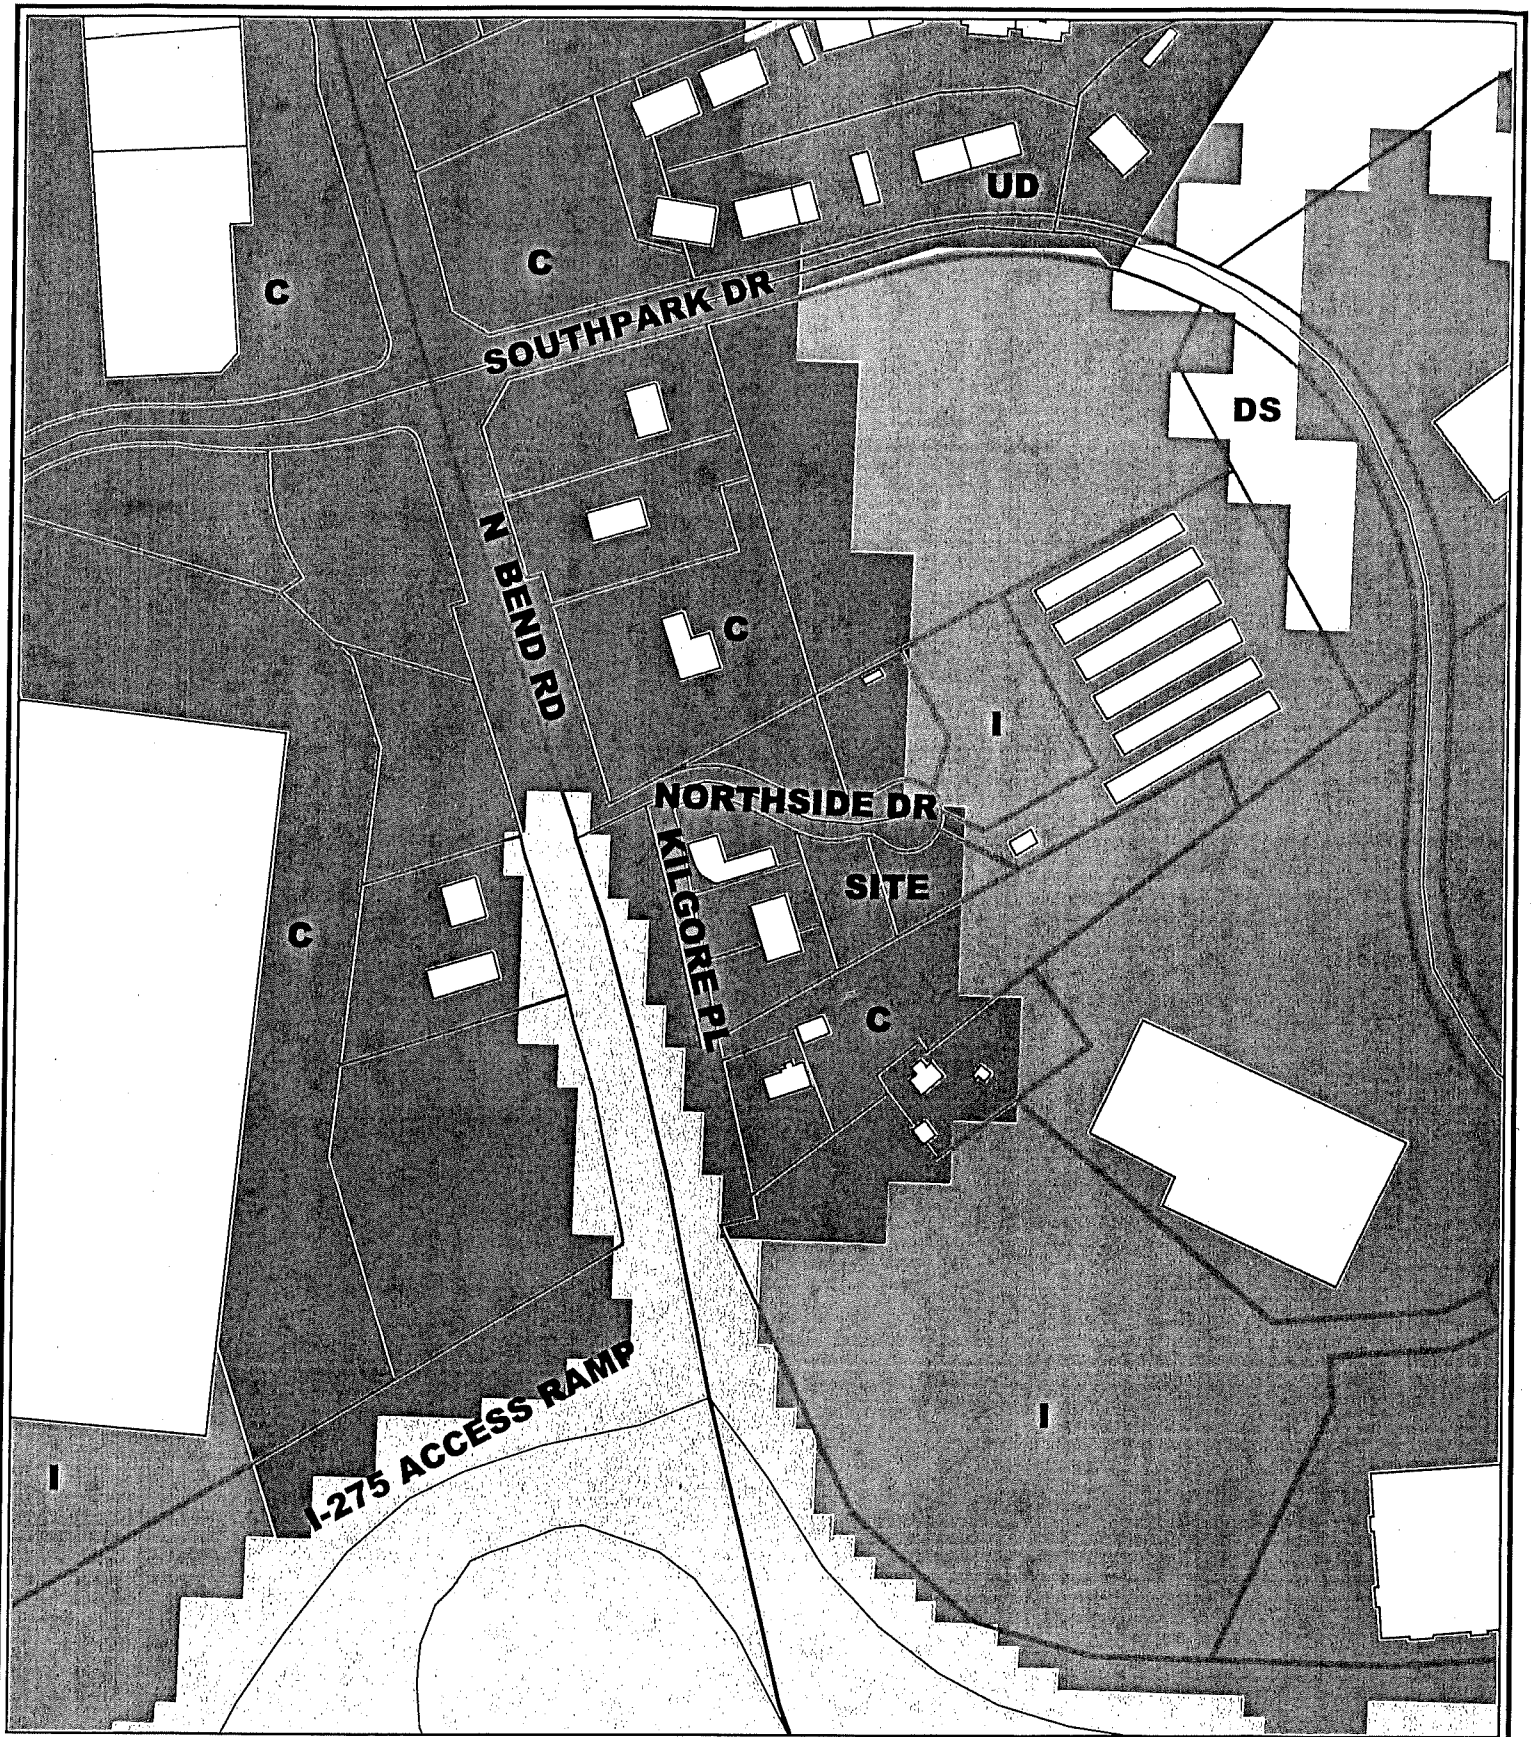 UD
C
C
SOUTHPARK DR
DS
N BEND RD
C
I
NORTHSIDE DR
KILGORE PL
SITE
C
C
I-275 ACCESS RAMP
I
I